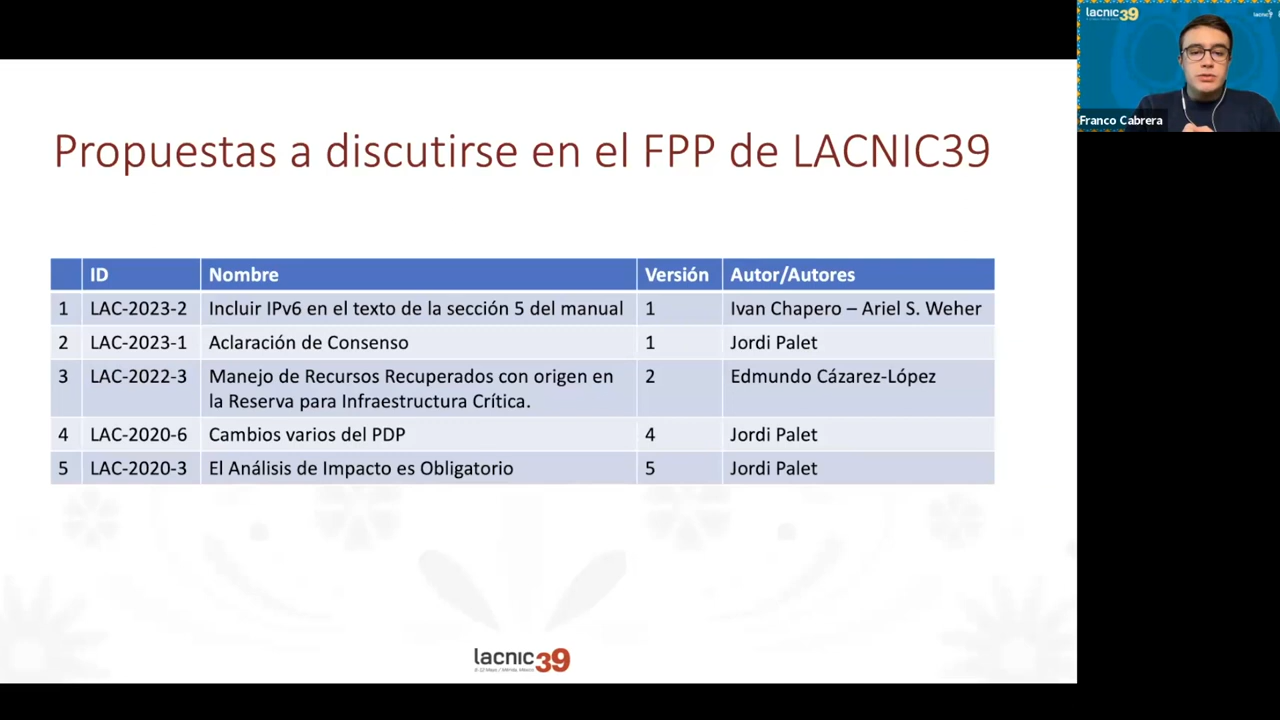 Propuestas a discutirse en el FPP de LACNIC39
ID Nombre Versión Autor/Autores
1 LAC-2023-2 Incluir IPv6 en el texto de la sección 5 del manual 1 Ivan Chapero – Ariel S. Weher
2 LAC-2023-1 Aclaración de Consenso 1 Jordi Palet
3 LAC-2022-3 Manejo de Recursos Recuperados con origen en 2 Edmundo Cázarez-López
la Reserva para Infraestructura Crítica.
4 LAC-2020-6 Cambios varios del PDP 4 Jordi Palet
5 LAC-2020-3 El Análisis de Impacto es Obligatorio 5 Jordi Palet
lacnic39
lacnic39
lacnic
Franco Cabrera